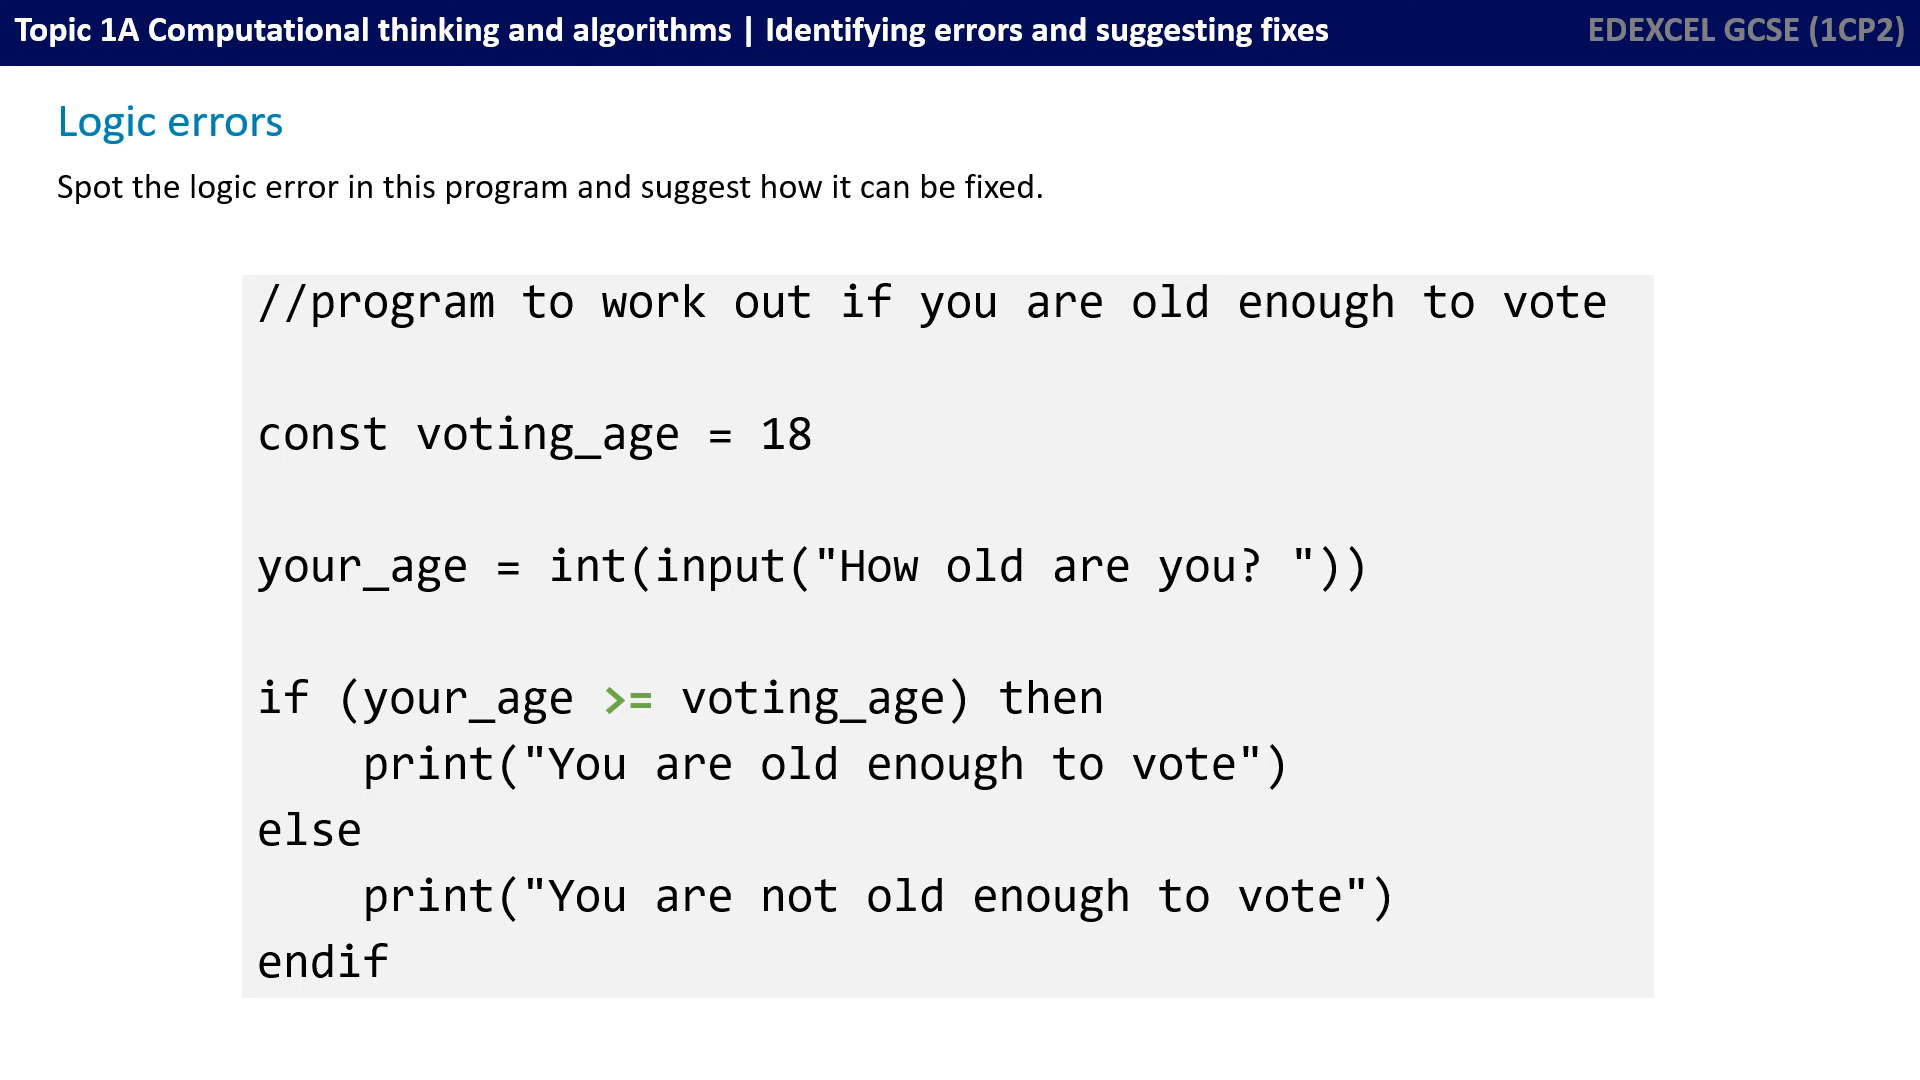 Topic 1A Computational thinking and algorithms | Identifying errors and suggesting fixes
EDEXCEL GCSE (1CP2)
Logic errors
Spot the logic error in this program and suggest how it can be fixed.
//program to work out if you are old enough to vote
const voting_age = 18
your_age = int(input("How old are you? "))
if (your_age >= voting_age) then
    print("You are old enough to vote")
else
    print("You are not old enough to vote")
endif